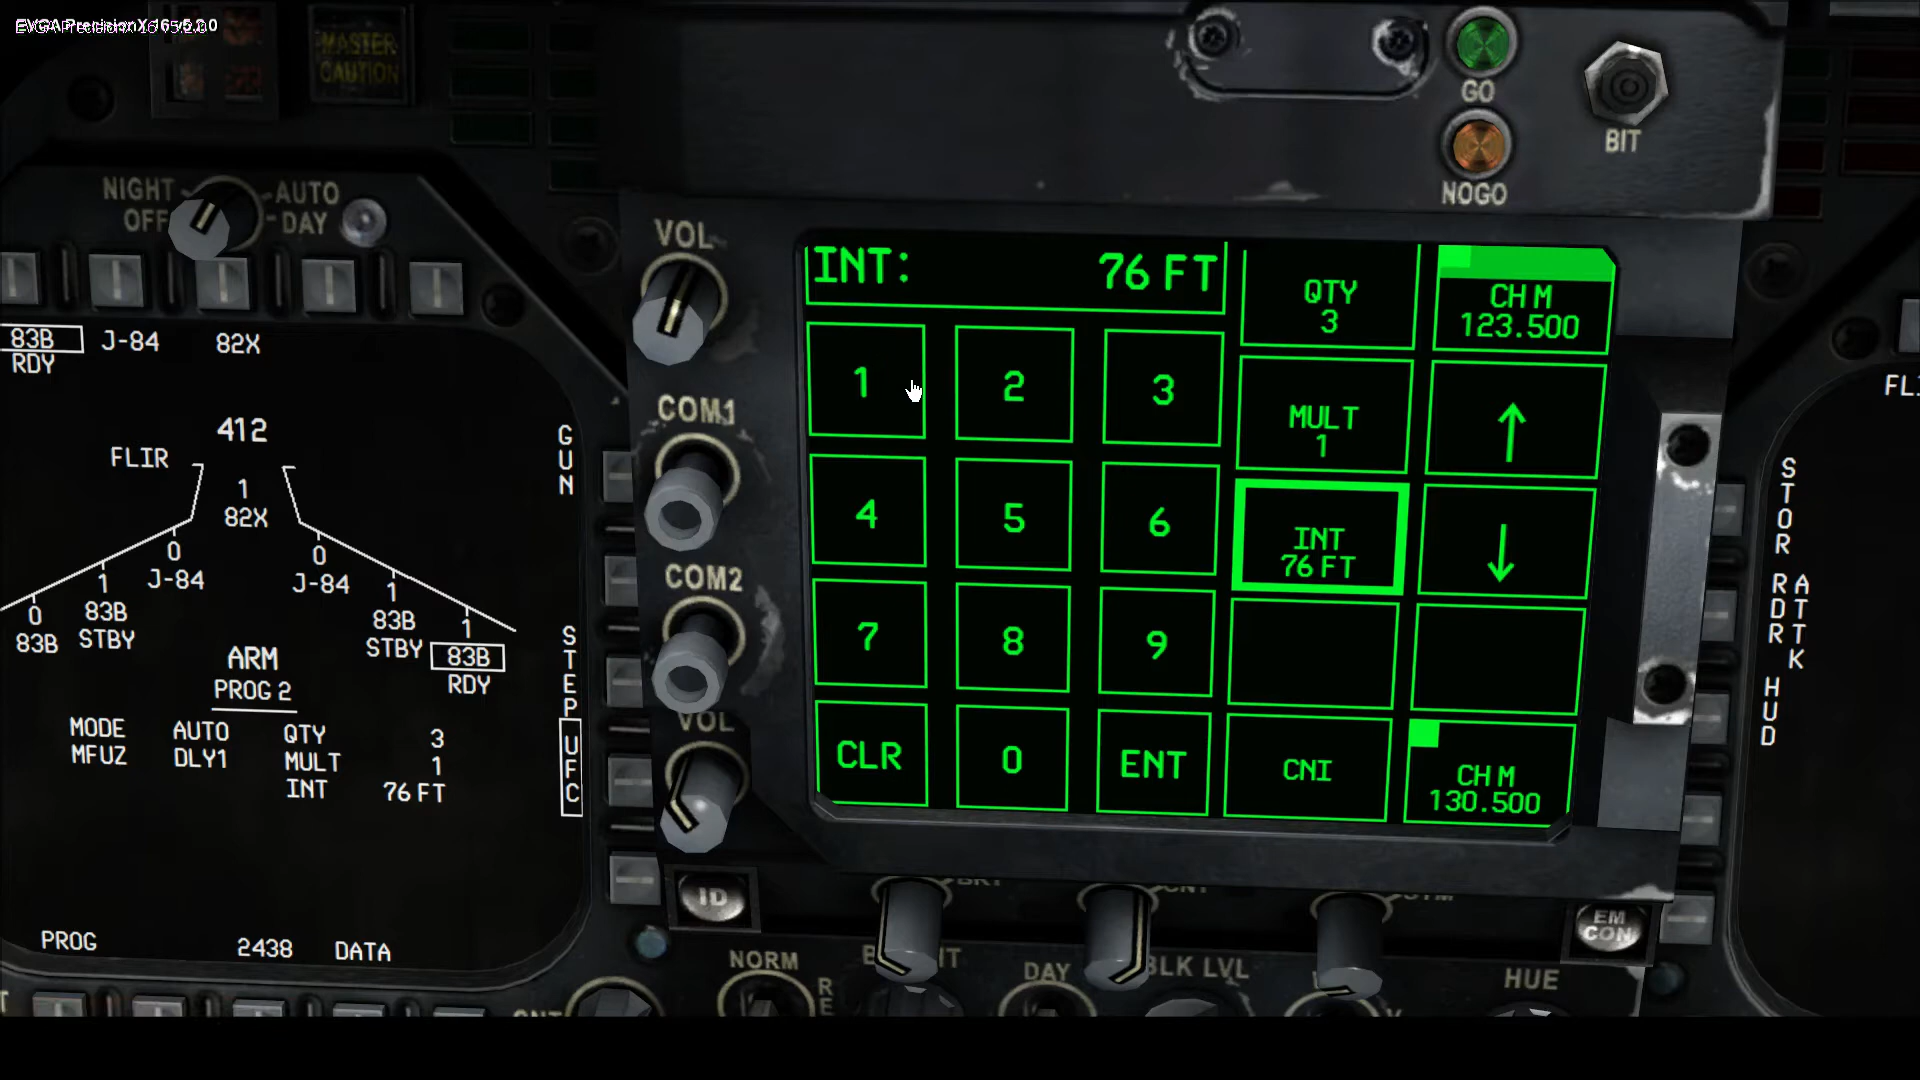 EVGA PrecisionX 16 v5.2.0
MASTER
CAUTION
GO
BIT
NOGO
NIGHT
AUTO
OFF
DAY
VOL
COM1
COM2
VOL
83B
J-84
82X
RDY
412
FLIR
GUN
1
82X
0
0
J-84
J-84
1
1
83B
83B
STBY
STBY
0
1
83B
83B
RDY
STEP
UFC
ARM
PROG 2
MODE AUTO QTY 3
MFUZ DLY1 MULT 1
INT 76 FT
PROG
2438
DATA
INT: 76 FT
QTY
3
CH M
123.500
1
2
3
MULT
1
↑
4
5
6
INT
76 FT
↓
7
8
9
CLR
0
ENT
CNI
CH M
130.500
STOR
ATTK
RDR
HUD
ID
EM
CON
NORM
DAY
BLK LVL
HUE